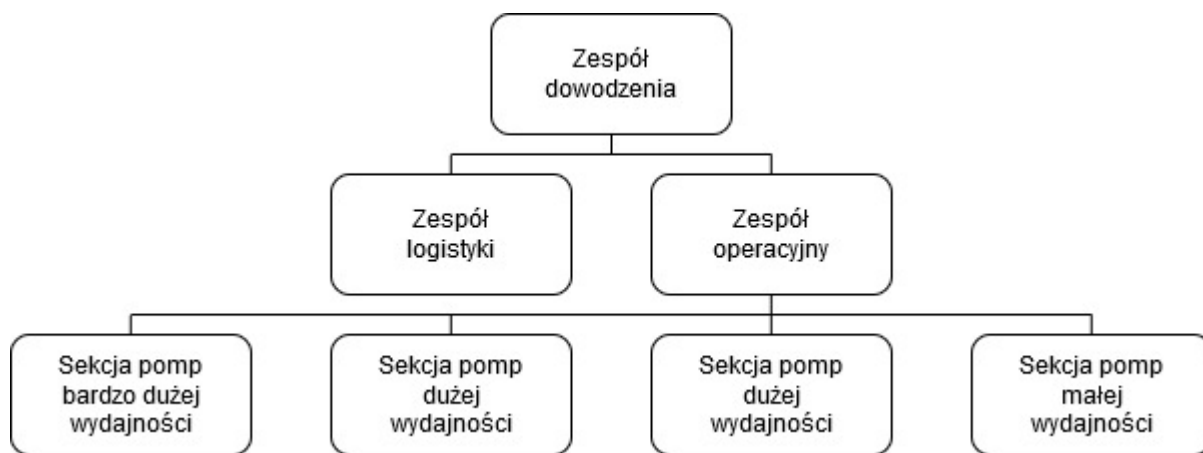 Zespół
dowodzenia
Zespół
logistyki
Zespół
operacyjny
Sekcja pomp
bardzo dużej
wydajności
Sekcja pomp
dużej
wydajności
Sekcja pomp
dużej
wydajności
Sekcja pomp
małej
wydajności